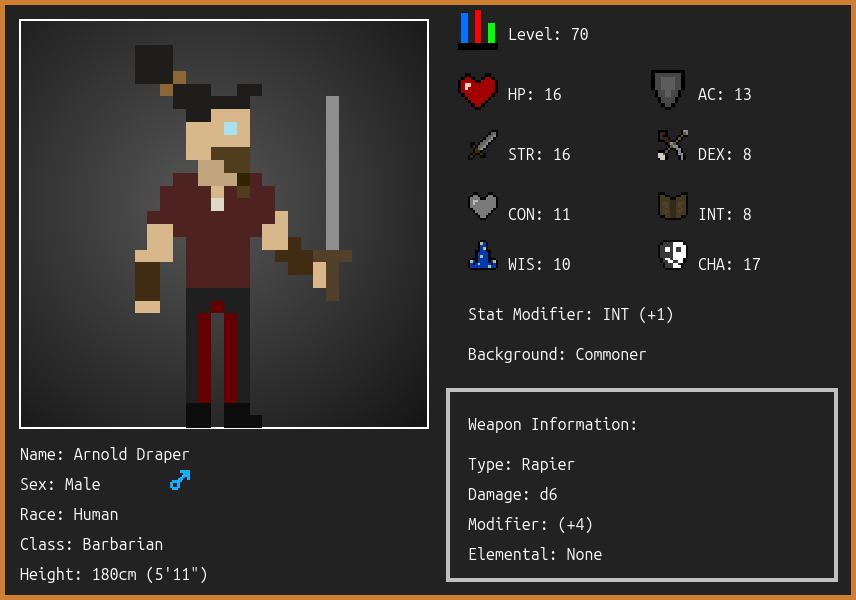 Level: 70
HP: 16
AC: 13
STR: 16
DEX: 8
CON: 11
INT: 8
WIS: 10
CHA: 17
Stat Modifier: INT (+1)
Background: Commoner
Weapon Information:
Type: Rapier
Damage: d6
Modifier: (+4)
Elemental: None
Name: Arnold Draper
Sex: Male
Race: Human
Class: Barbarian
Height: 180cm (5'11")